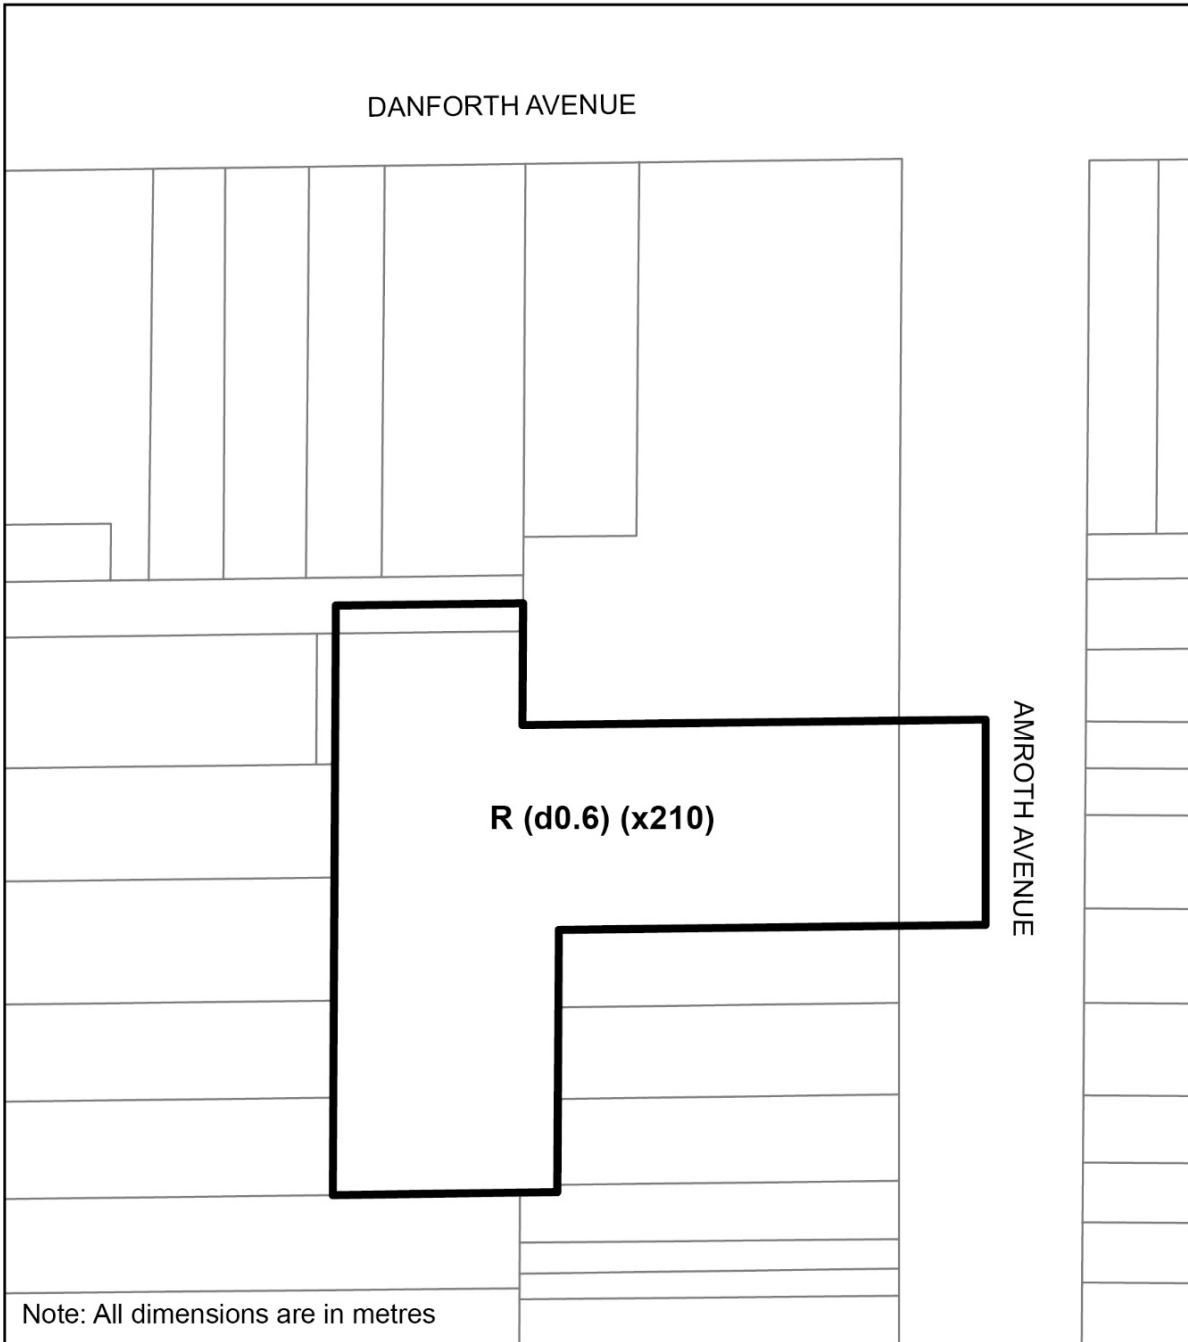 DANFORTH AVENUE
AMROTH AVENUE
R (d0.6) (x210)
Note: All dimensions are in metres